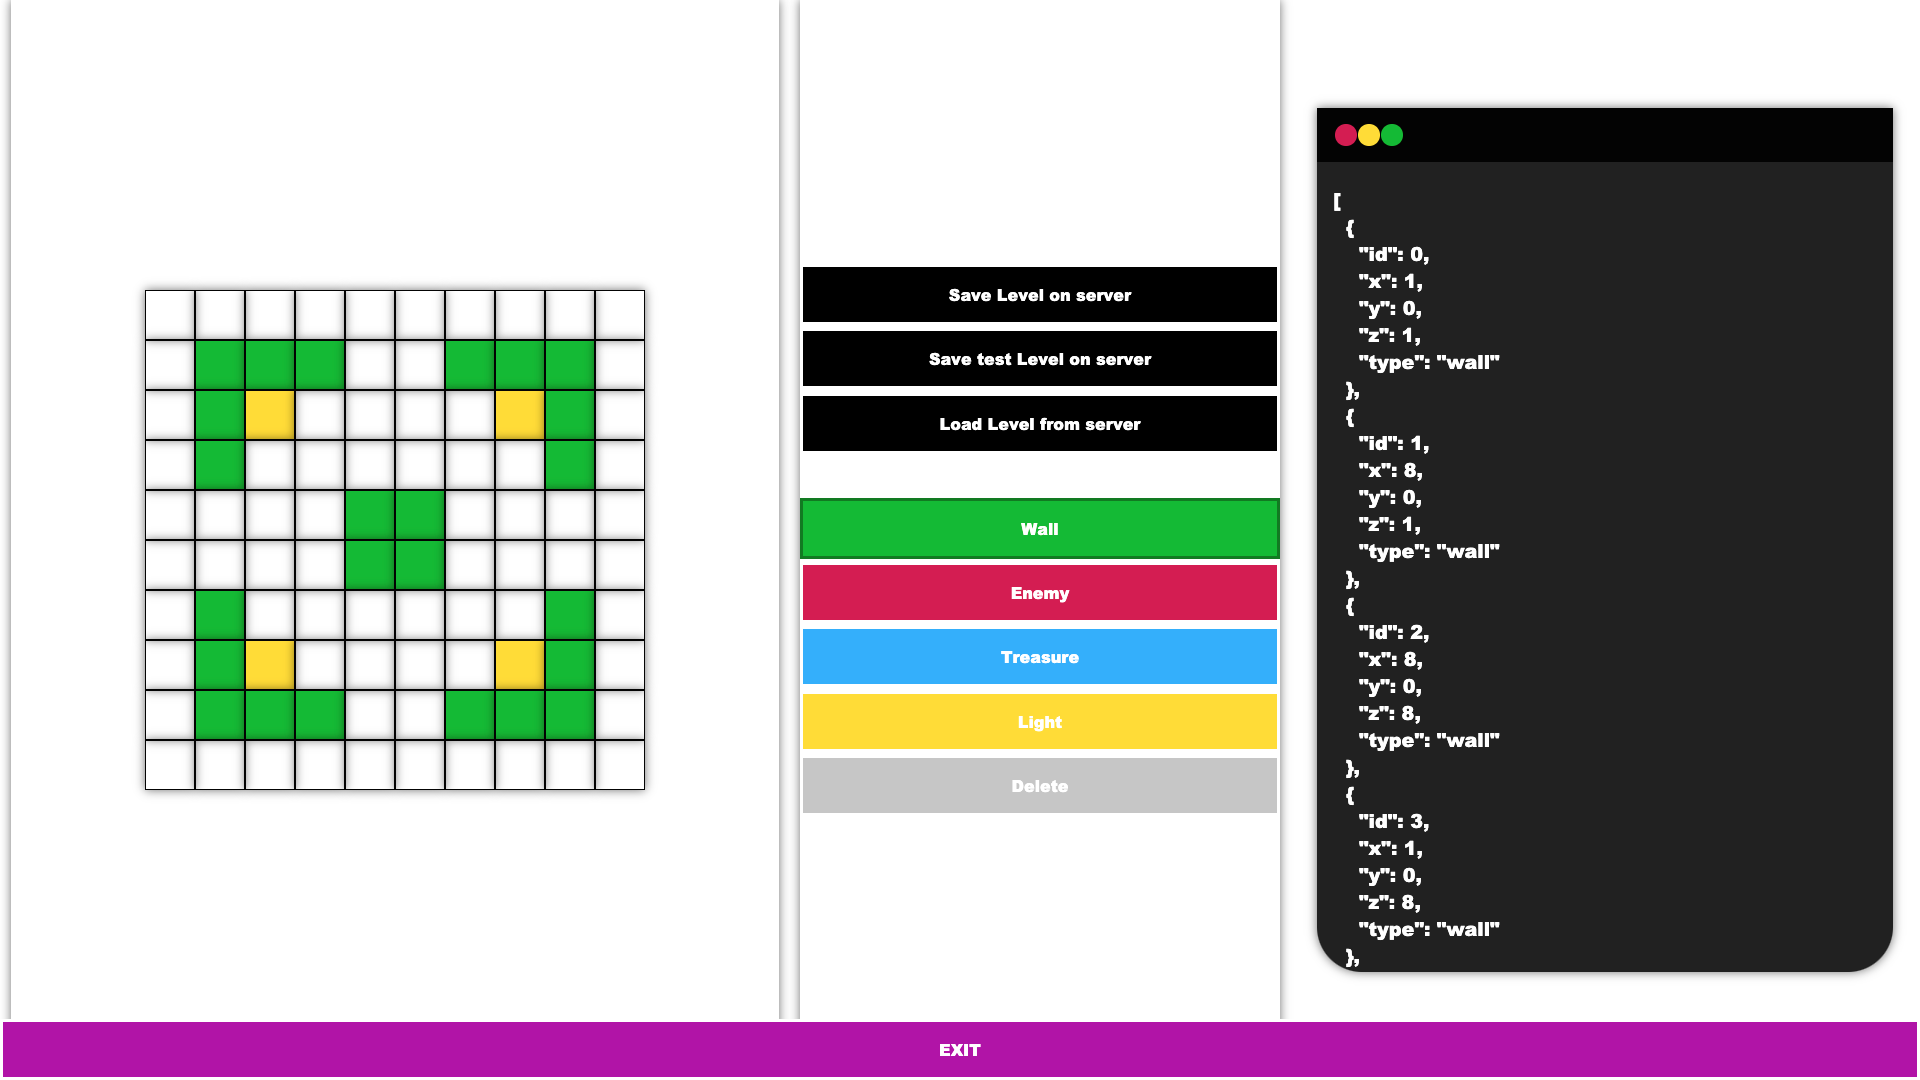 Save Level on server
Save test Level on server
Load Level from server
Wall
Enemy
Treasure
Light
Delete
[
{
"id": 0,
"x": 1,
"y": 0,
"z": 1,
"type": "wall"
},
{
"id": 1,
"x": 8,
"y": 0,
"z": 1,
"type": "wall"
},
{
"id": 2,
"x": 8,
"y": 0,
"z": 8,
"type": "wall"
},
{
"id": 3,
"x": 1,
"y": 0,
"z": 8,
"type": "wall"
},
EXIT